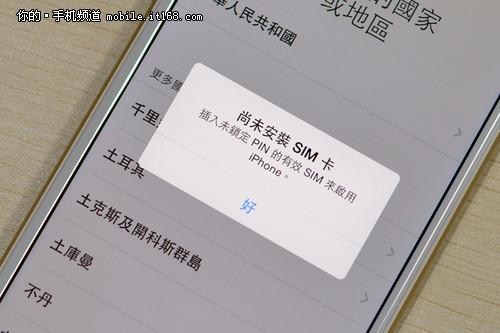 你的·手机频道 mobile.it168.com
的國家
或地區
華人民共和國
更多國
尚未安裝 SIM 卡
插入未鎖定 PIN 的有效 SIM 來啟用
iPhone。
好
千里
土耳其
土克斯及開科斯群島
土庫曼
不丹